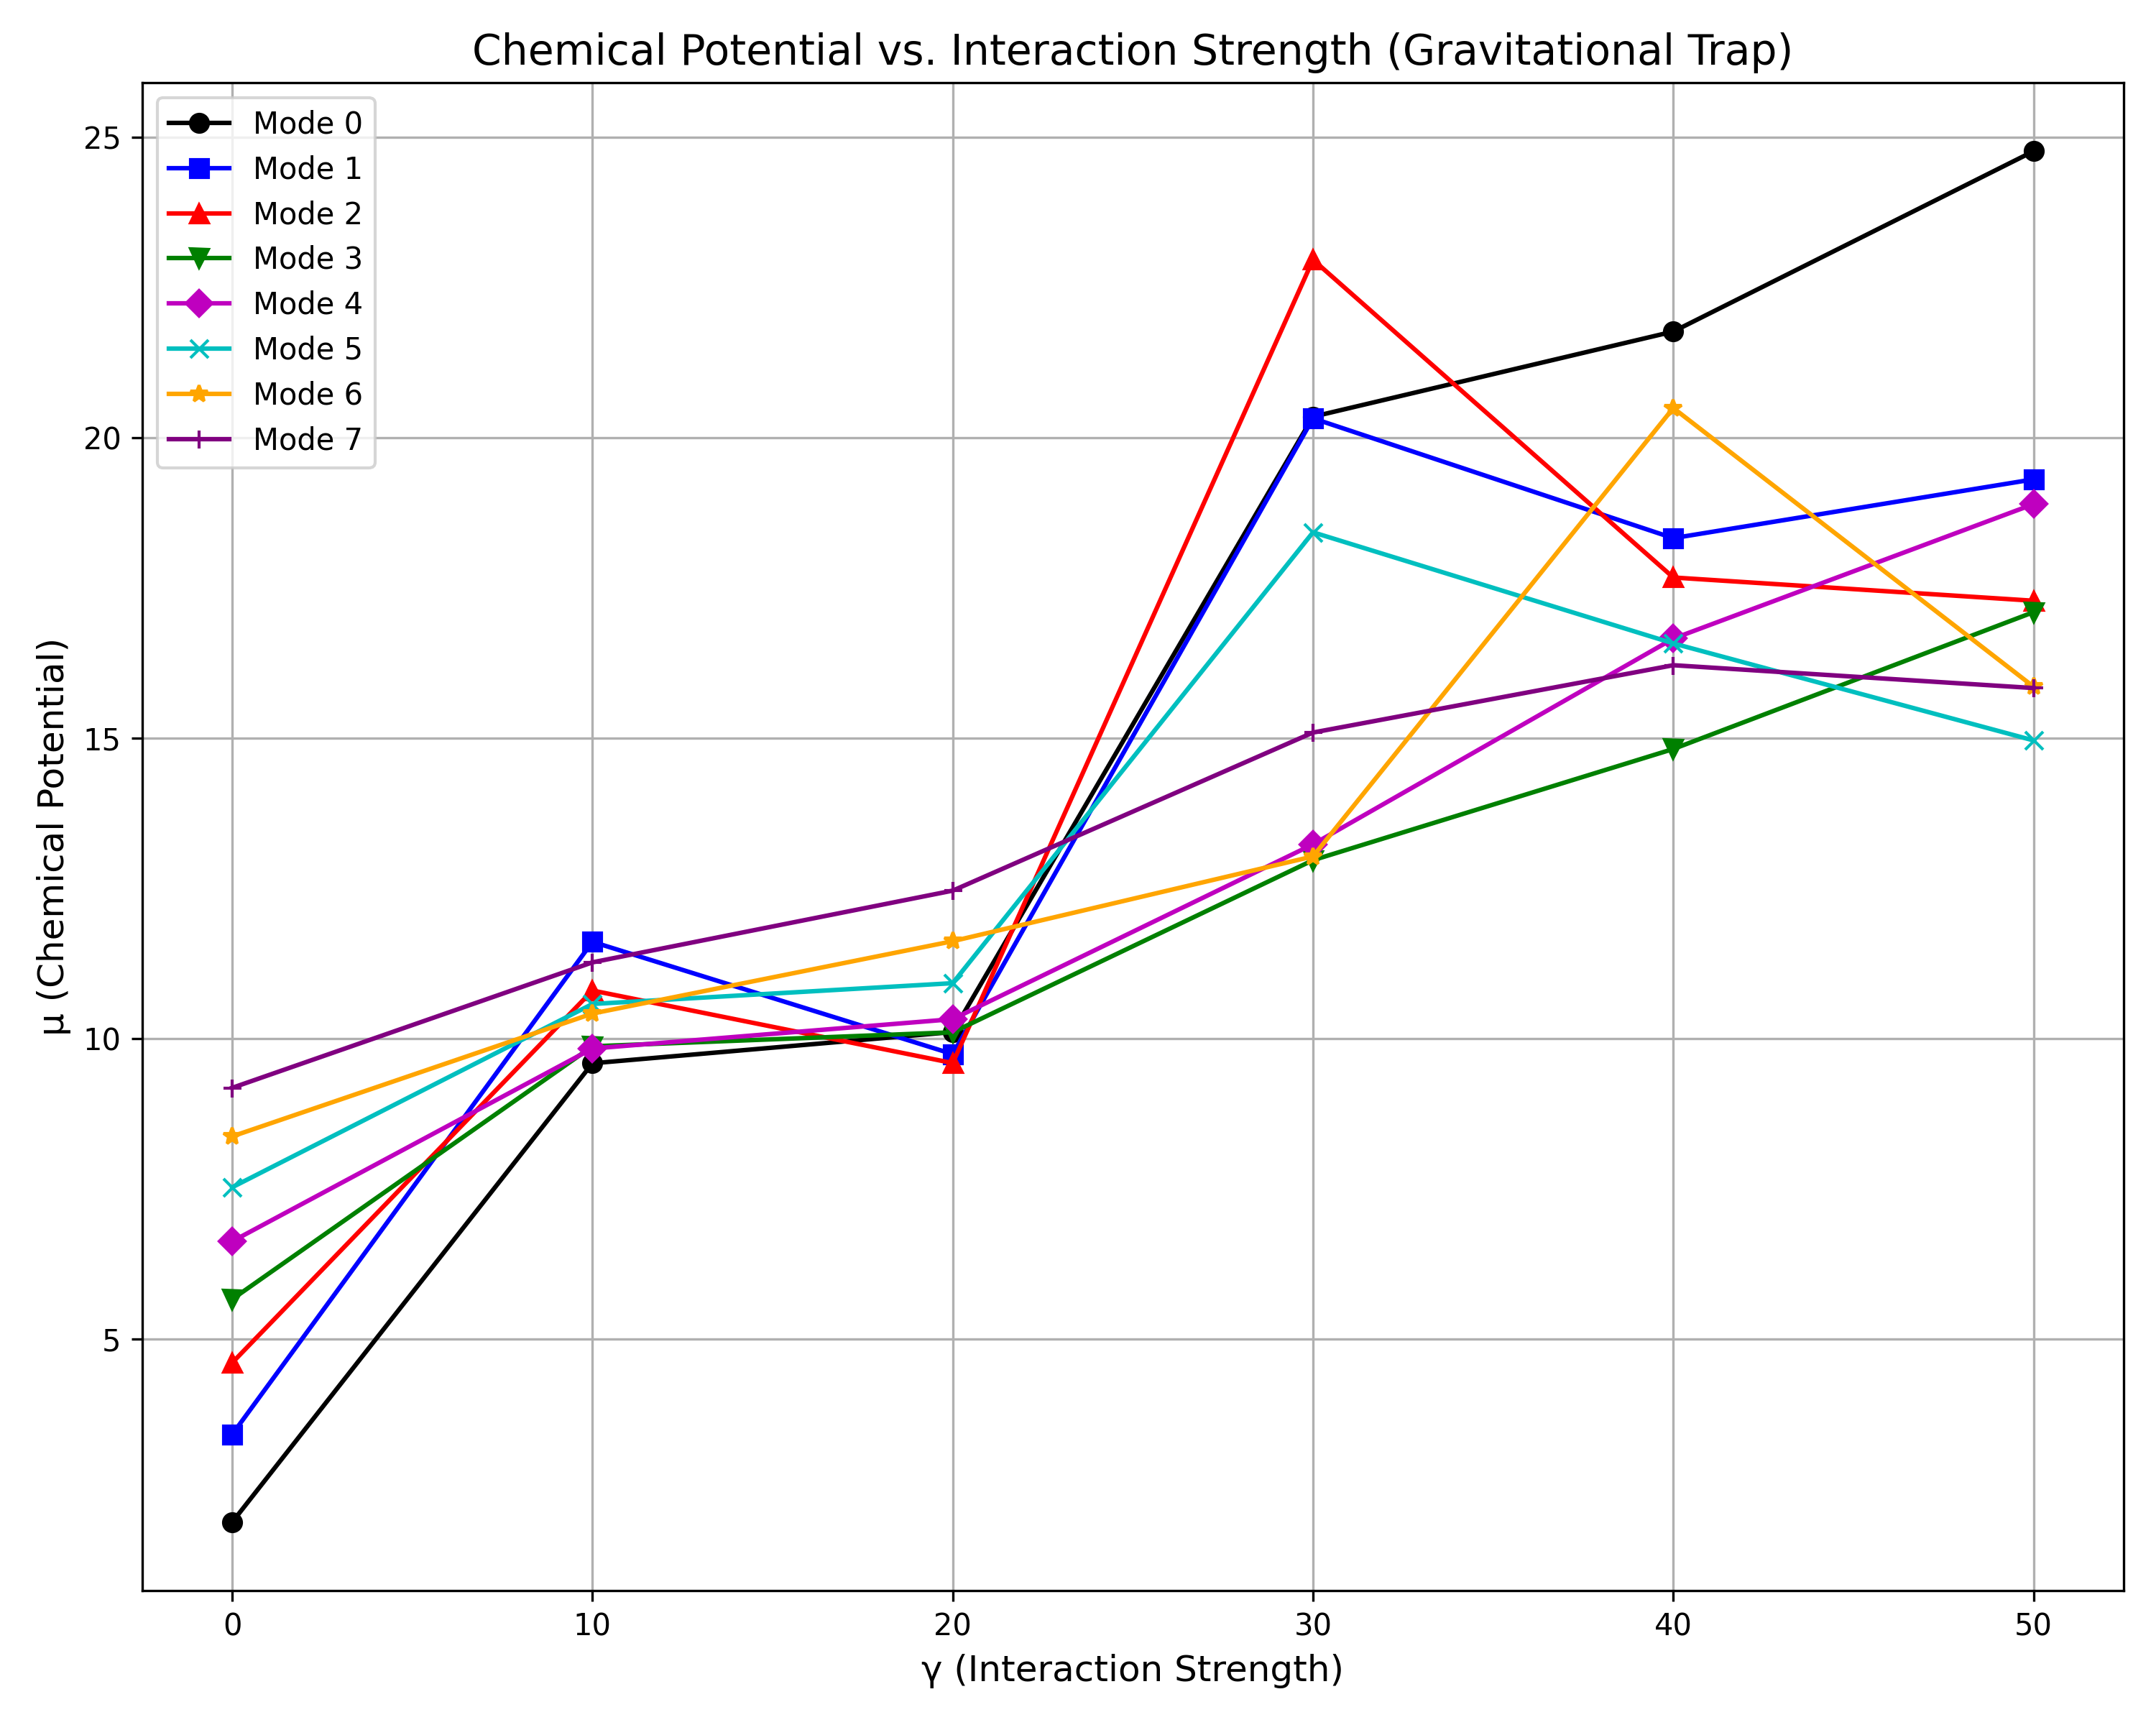 Chemical Potential vs. Interaction Strength (Gravitational Trap)
Mode 0
Mode 1
Mode 2
Mode 3
Mode 4
Mode 5
Mode 6
Mode 7
μ (Chemical Potential)
25
20
15
10
5
0 10 20 30 40 50
γ (Interaction Strength)